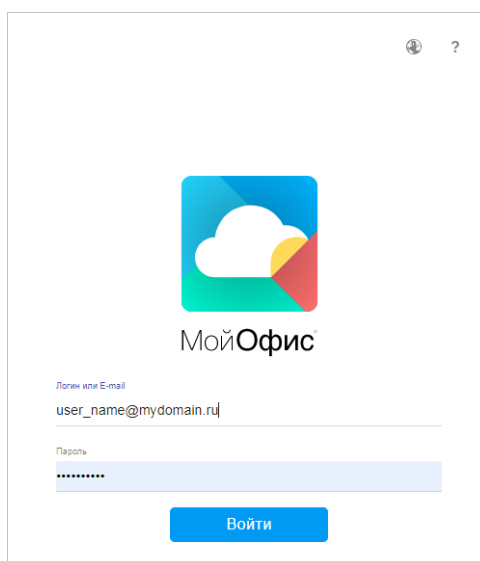 ?
МойОфис
Логин или E-mail
user_name@mydomain.ru
Пароль
••••••••••
Войти